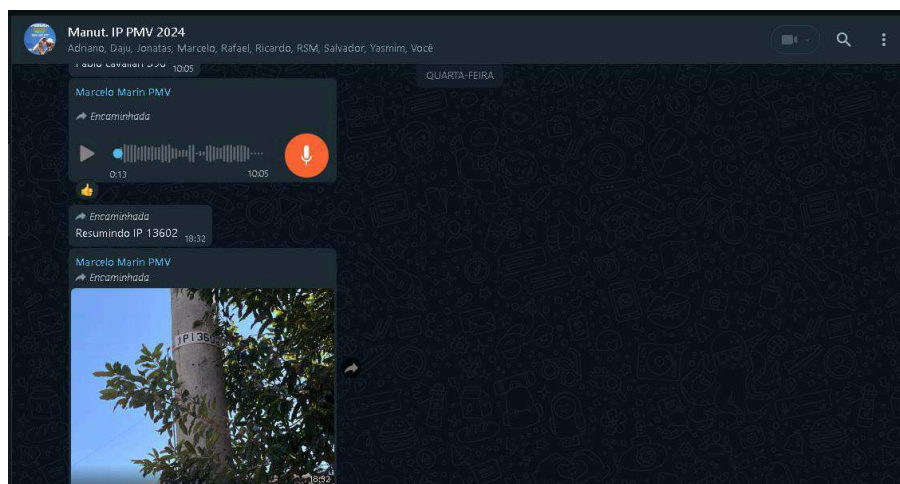 Manut. IP PMV 2024
Adriano, Daju, Jonatas, Marcelo, Rafael, Ricardo, RSM, Salvador, Yasmim, Você
QUARTA-FEIRA
10:05
Marcelo Marin PMV
Encaminhada
0:13
10:05
Encaminhada
Resumindo IP 13602
18:32
Marcelo Marin PMV
Encaminhada
IP1360
18:32